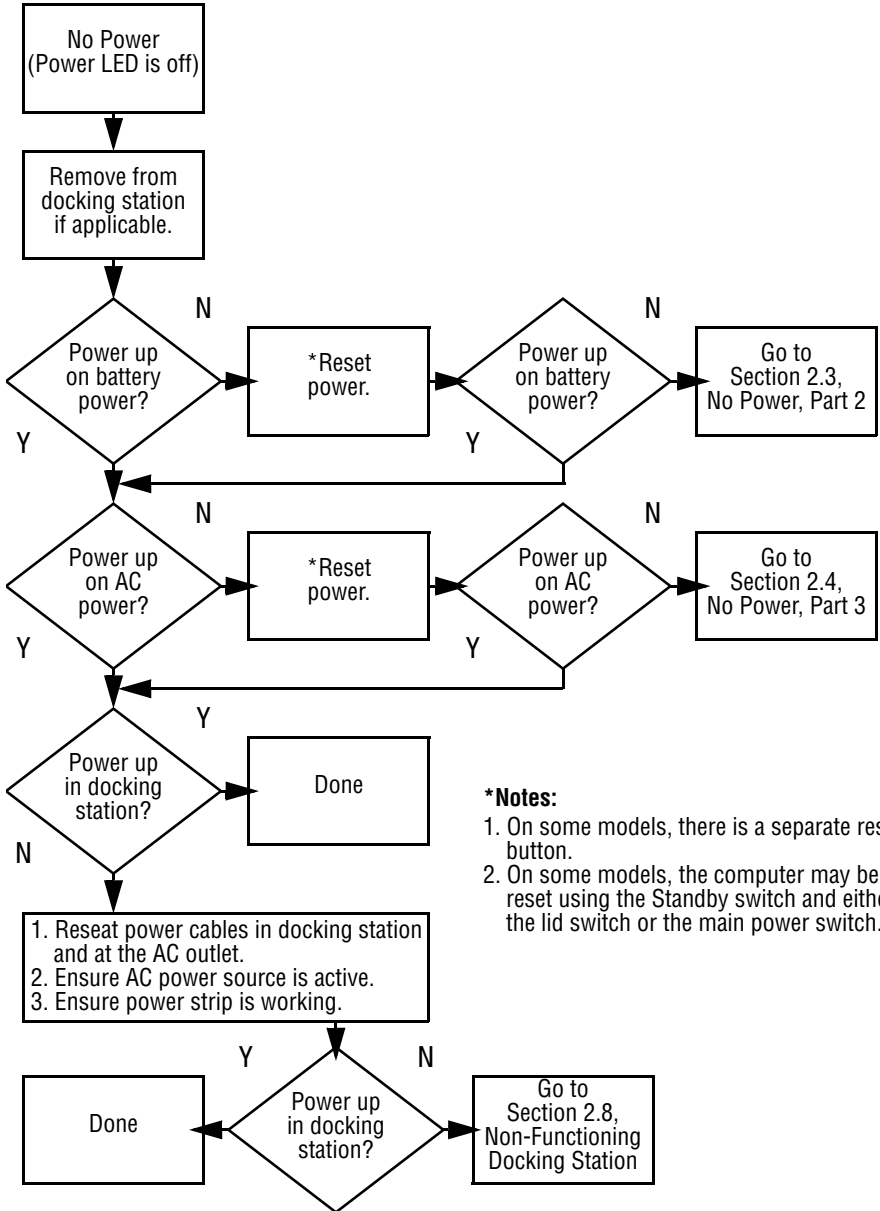 No Power
(Power LED is off)
Remove from
docking station
if applicable.
N
Power up
on battery
power?
Y
*Reset
power.
N
Power up
on battery
power?
Y
Go to
Section 2.3,
No Power, Part 2
N
Power up
on AC
power?
Y
*Reset
power.
N
Power up
on AC
power?
Y
Go to
Section 2.4,
No Power, Part 3
Y
Power up
in docking
station?
N
Done
*Notes:
1. On some models, there is a separate res
button.
2. On some models, the computer may be
reset using the Standby switch and eithe
the lid switch or the main power switch.
1. Reseat power cables in docking station
and at the AC outlet.
2. Ensure AC power source is active.
3. Ensure power strip is working.
Y
N
Done
Power up
in docking
station?
Go to
Section 2.8,
Non-Functioning
Docking Station